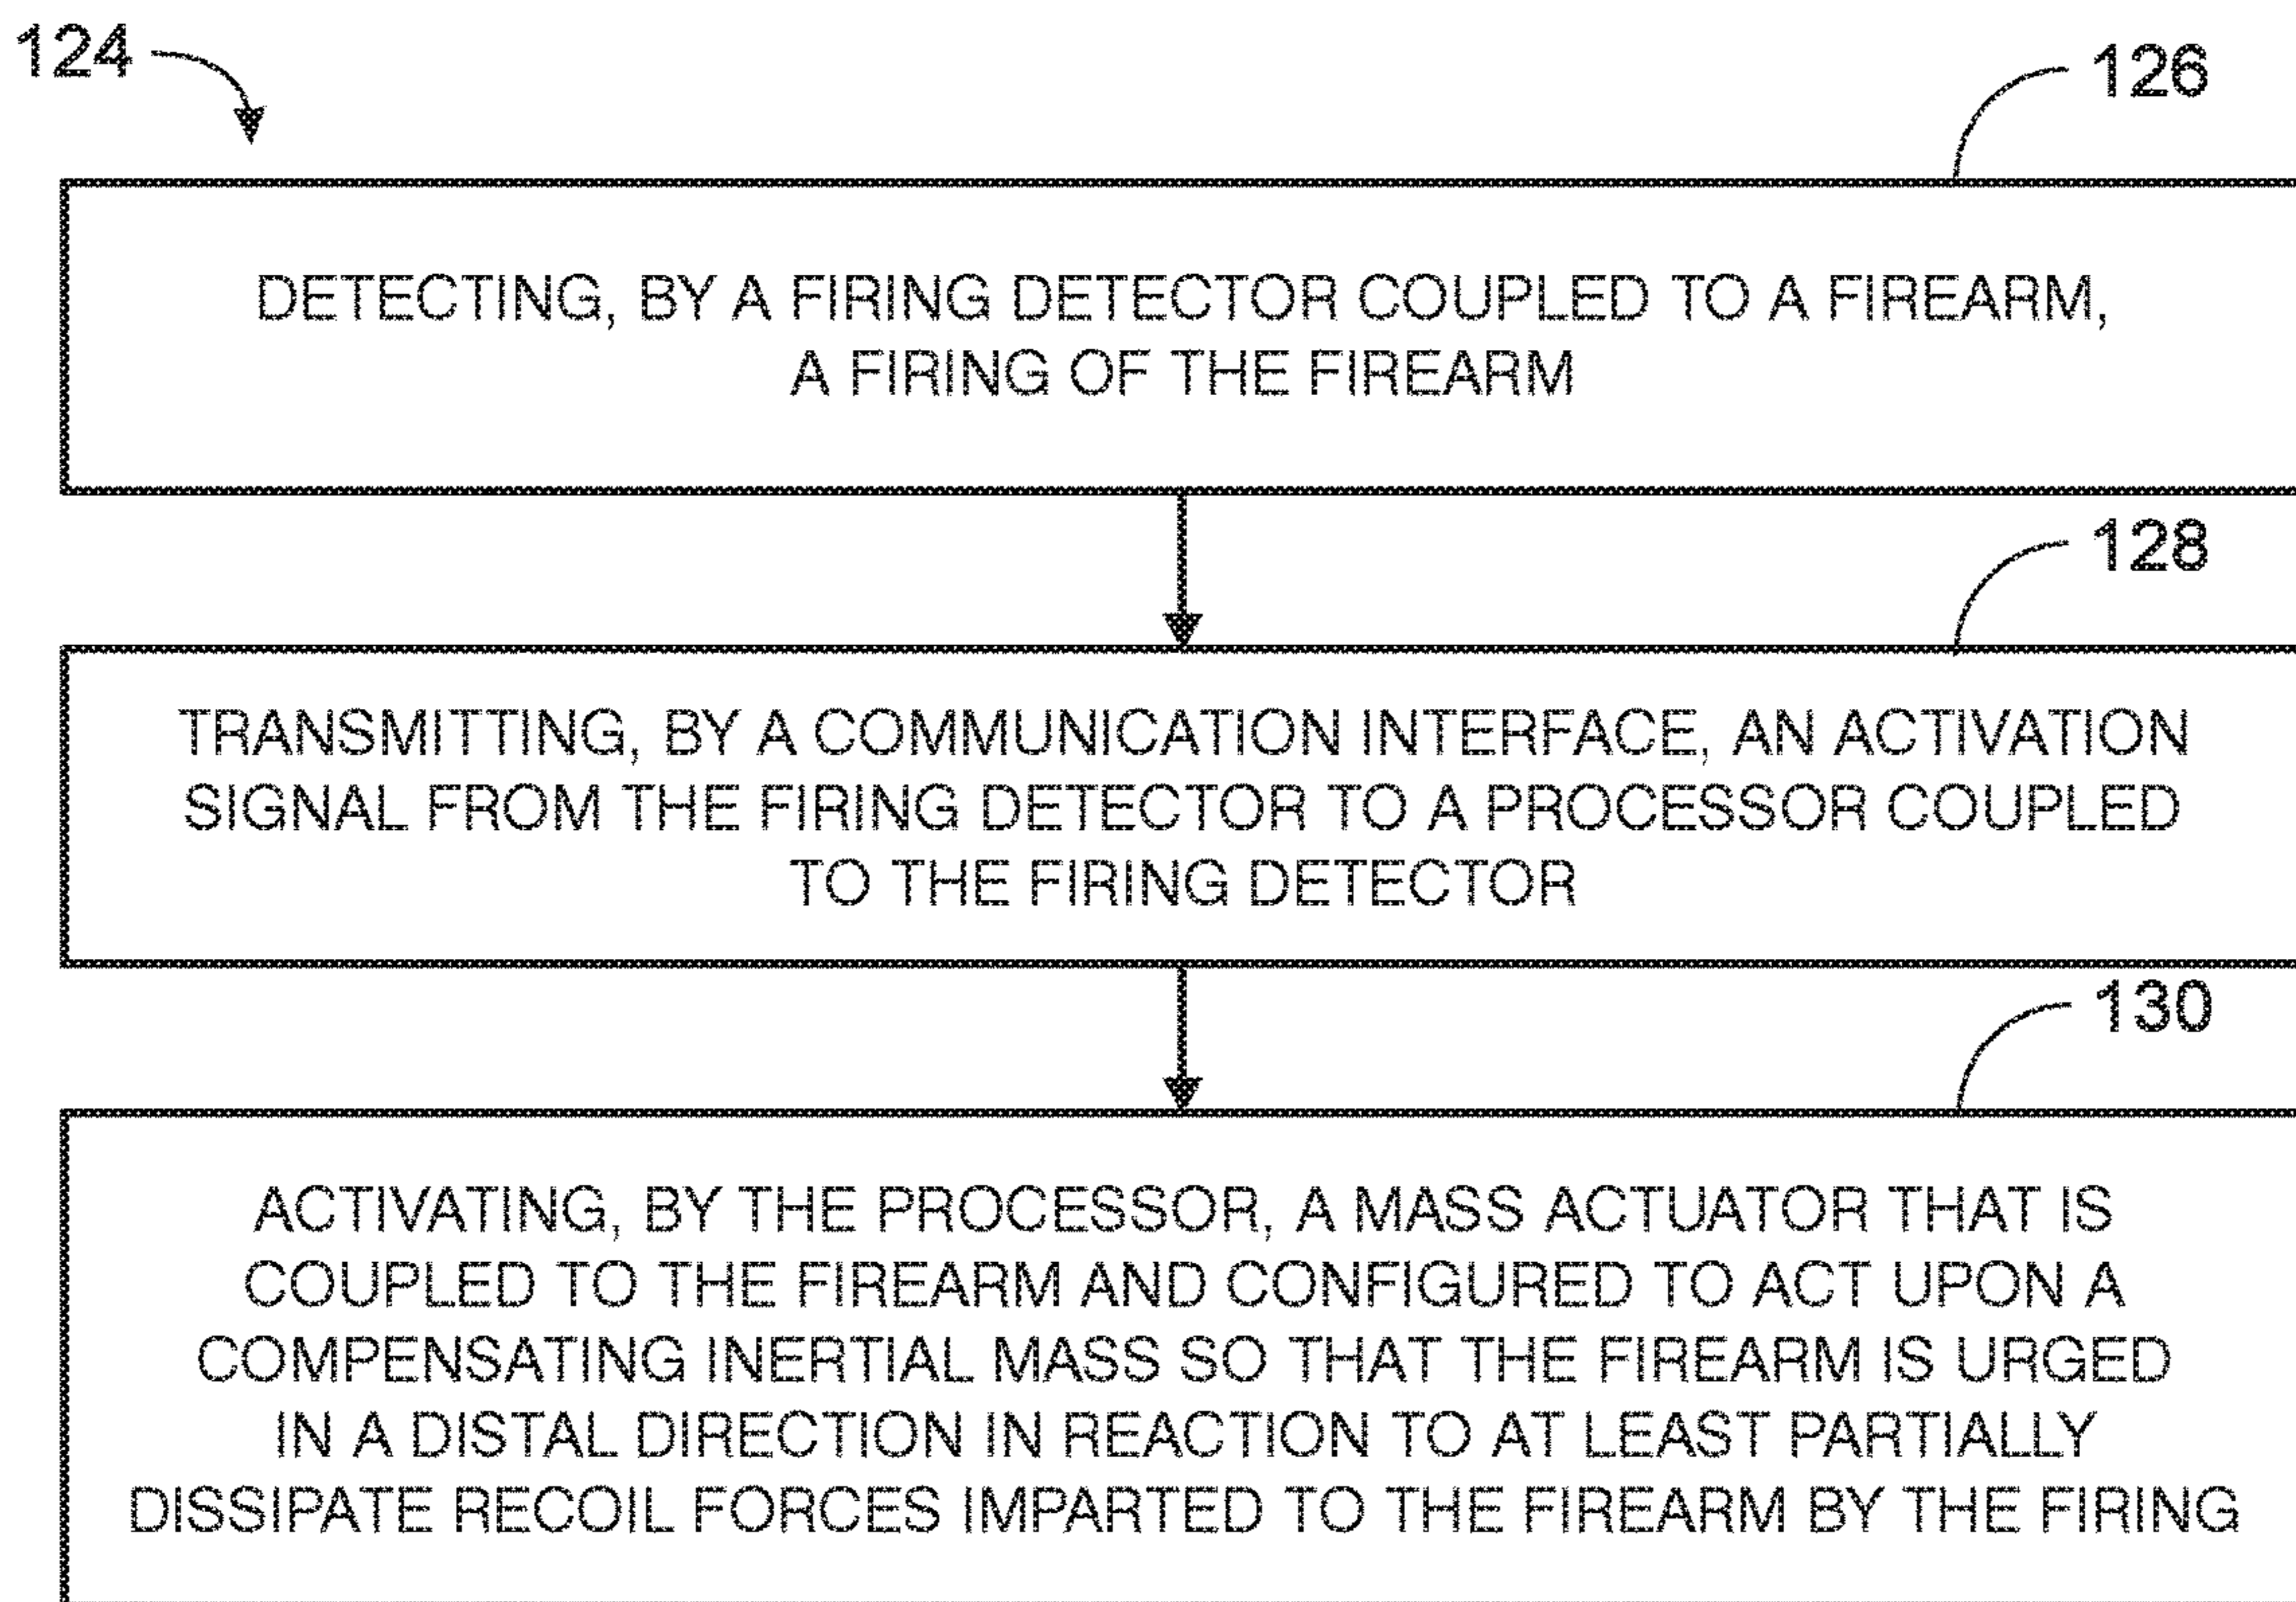 124
126
DETECTING, BY A FIRING DETECTOR COUPLED TO A FIREARM,
A FIRING OF THE FIREARM
128
TRANSMITTING, BY A COMMUNICATION INTERFACE, AN ACTIVATION
SIGNAL FROM THE FIRING DETECTOR TO A PROCESSOR COUPLED
TO THE FIRING DETECTOR
130
ACTIVATING, BY THE PROCESSOR, A MASS ACTUATOR THAT IS
COUPLED TO THE FIREARM AND CONFIGURED TO ACT UPON A
COMPENSATING INERTIAL MASS SO THAT THE FIREARM IS URGED
IN A DISTAL DIRECTION IN REACTION TO AT LEAST PARTIALLY
DISSIPATE RECOIL FORCES IMPARTED TO THE FIREARM BY THE FIRING